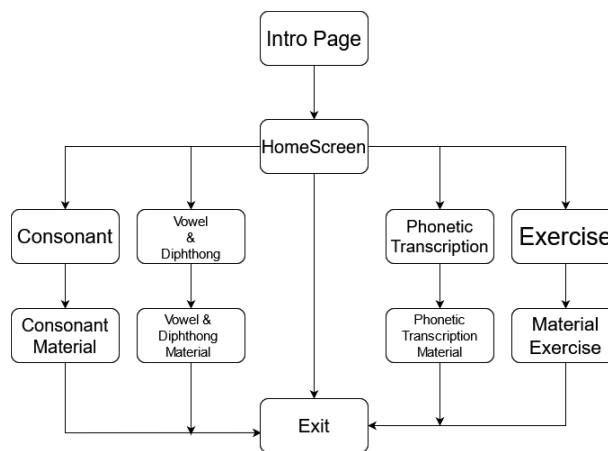 Intro Page
HomeScreen
Consonant
Vowel
&
Diphthong
Phonetic
Transcription
Exercise
Consonant
Material
Vowel &
Diphthong
Material
Phonetic
Transcription
Material
Material
Exercise
Exit